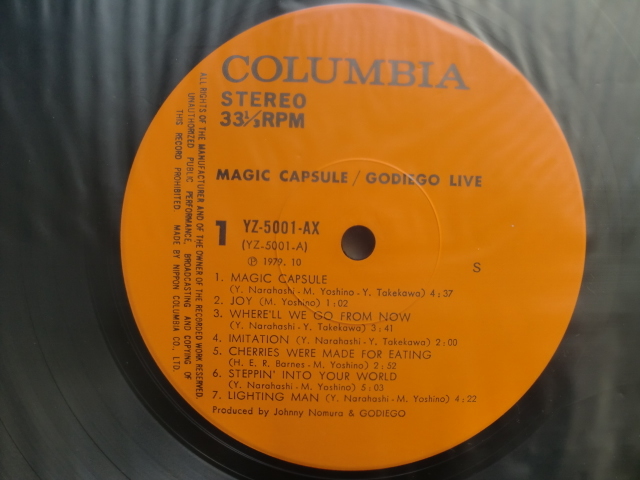 COLUMBIA
STEREO
33⅓RPM
MAGIC CAPSULE / GODIEGO LIVE
1
YZ-5001-AX
(YZ-5001-A)
Ⓟ 1979. 10
S
1. MAGIC CAPSULE
(Y. Narahashi - M. Yoshino - Y. Takekawa) 4:37
2. JOY (M. Yoshino) 1:02
3. WHERE'LL WE GO FROM NOW
(Y. Narahashi - Y. Takekawa) 3:41
4. IMITATION (Y. Narahashi - Y. Takekawa) 2:00
5. CHERRIES WERE MADE FOR EATING
(H. E. R. Barnes - M. Yoshino) 2:52
6. STEPPIN' INTO YOUR WORLD
(Y. Narahashi - M. Yoshino) 5:03
7. LIGHTING MAN (Y. Narahashi - M. Yoshino) 4:22
Produced by Johnny Nomura & GODIEGO
ALL RIGHTS OF THE MANUFACTURER AND OF THE OWNER OF THE RECORDED WORK RESERVED.
UNAUTHORIZED PUBLIC PERFORMANCE, BROADCASTING AND COPYING OF
THIS RECORD PROHIBITED MADE BY NIPPON COLUMBIA CO., LTD.